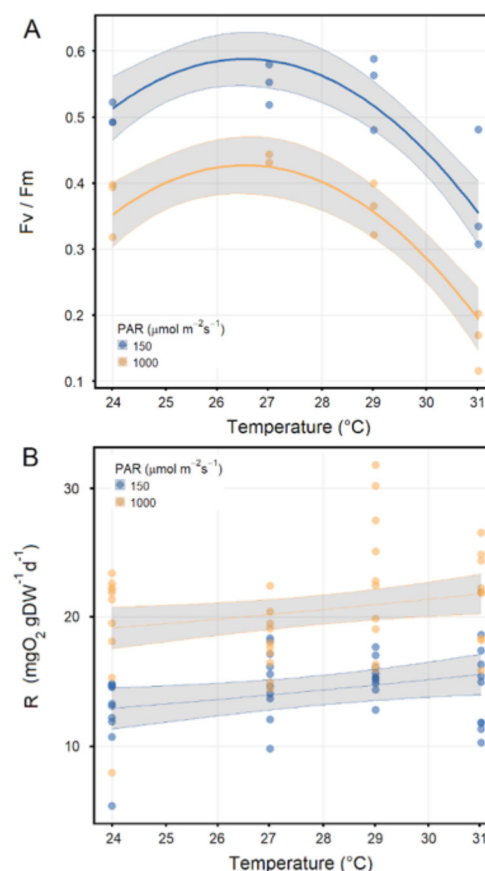 A
0.6
0.5
0.4
0.3
0.2
0.1
Fv / Fm
PAR (μmol m⁻²s⁻¹)
150
1000
24 25 26 27 28 29 30 31
Temperature (°C)
B
PAR (μmol m⁻²s⁻¹)
150
1000
30
20
10
R (mgO₂ gDW⁻¹d⁻¹)
24 25 26 27 28 29 30 31
Temperature (°C)